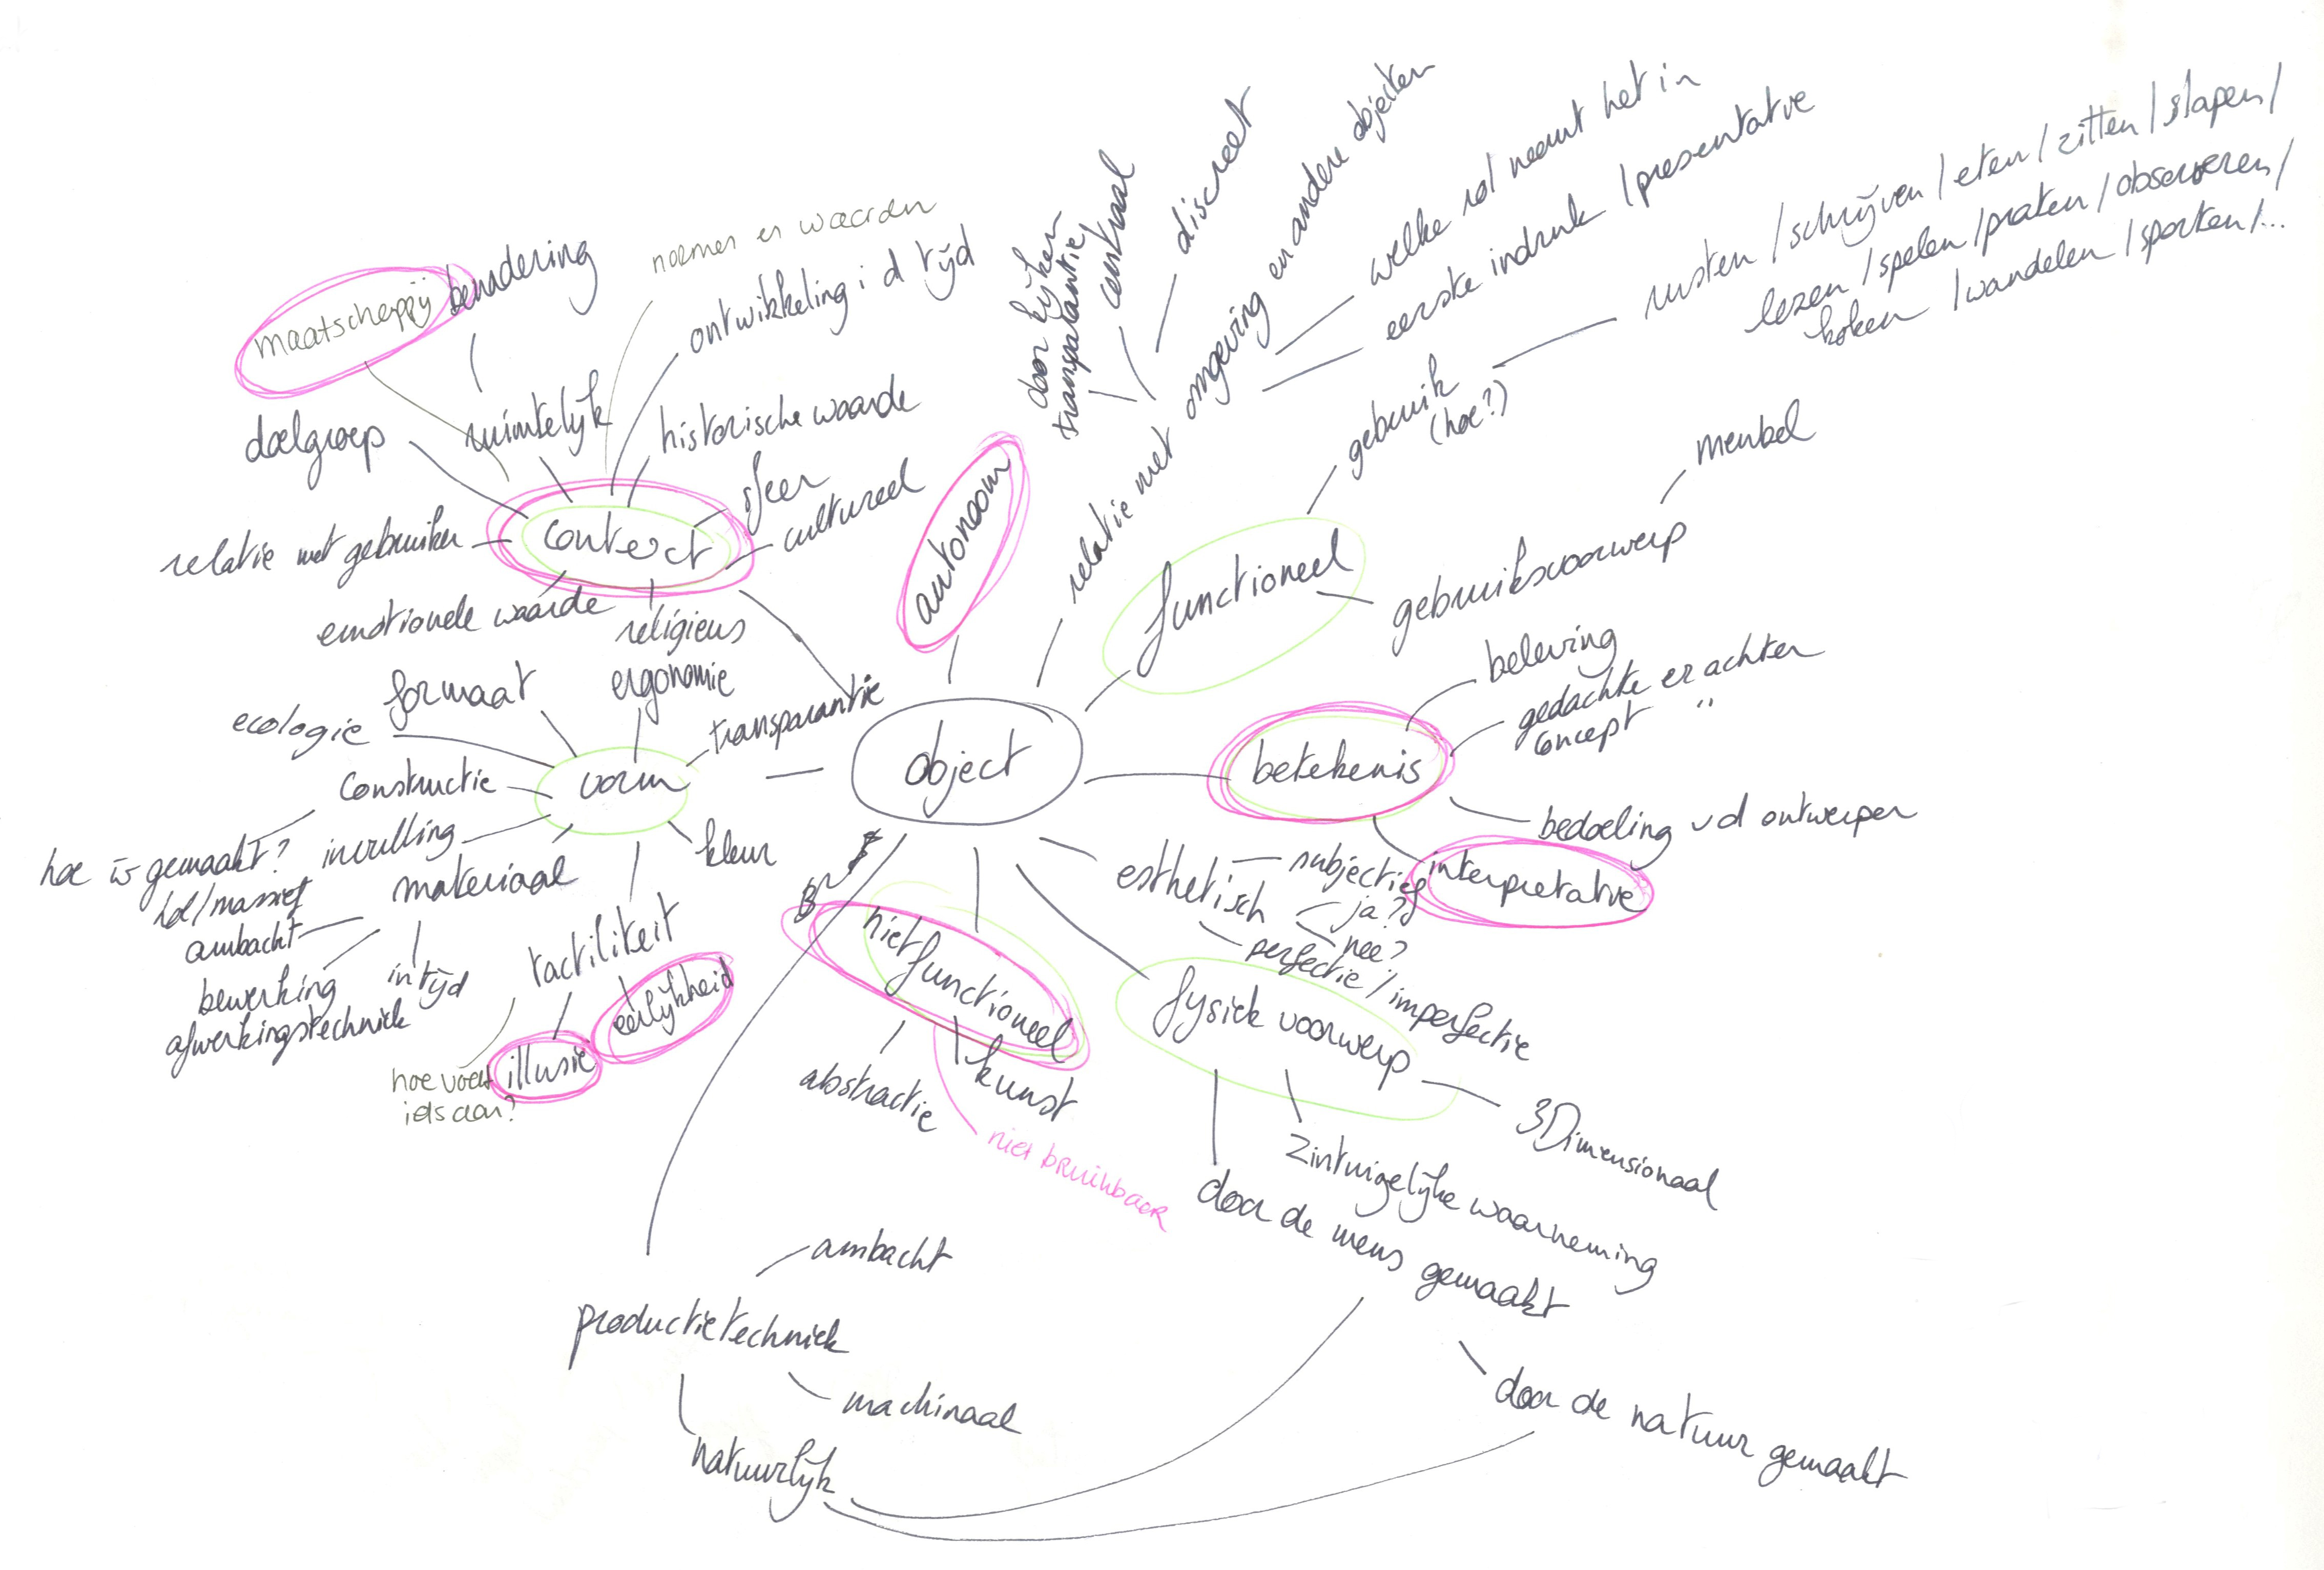 maatschappij
benadering
normen en waarden
ontwikkeling i d tijd
doelgroep
ruimtelijk
historische waarde
sfeer
cultureel
context
relatie met gebruiker
emotionele waarde
religieus
autonoom
door kijken
transparantie
centraal
discreet
relatie met omgeving en andere objecten
welke rol neemt het in
eerste indruk / presentatie
functioneel
gebruik
(hoe?)
rusten / schrijven / eten / zitten / slapen /
lezen / spelen / praten / observeren /
koken / wandelen / sporten / ...
meubel
gebruiksvoorwerp
formaat
ergonomie
ecologie
transparantie
vorm
constructie
hoe is gemaakt?
hol/massief
invulling
materiaal
kleur
ambacht
bewerking
afwerkingstechniek
in tijd
tactiliteit
eerlijkheid
illusie
hoe voelt
iets aan?
object
betekenis
beleving
gedachte er achter
concept "
bedoeling vd ontwerper
interpretatie
esthetisch
subjectief
ja?
nee?
perfectie / imperfectie
niet
functioneel
abstractie
kunst
niet bruikbaar
fysiek voorwerp
3Dimensionaal
zintuigelijke waarneming
door de mens gemaakt
door de natuur gemaakt
ambacht
productietechniek
machinaal
natuurlijk